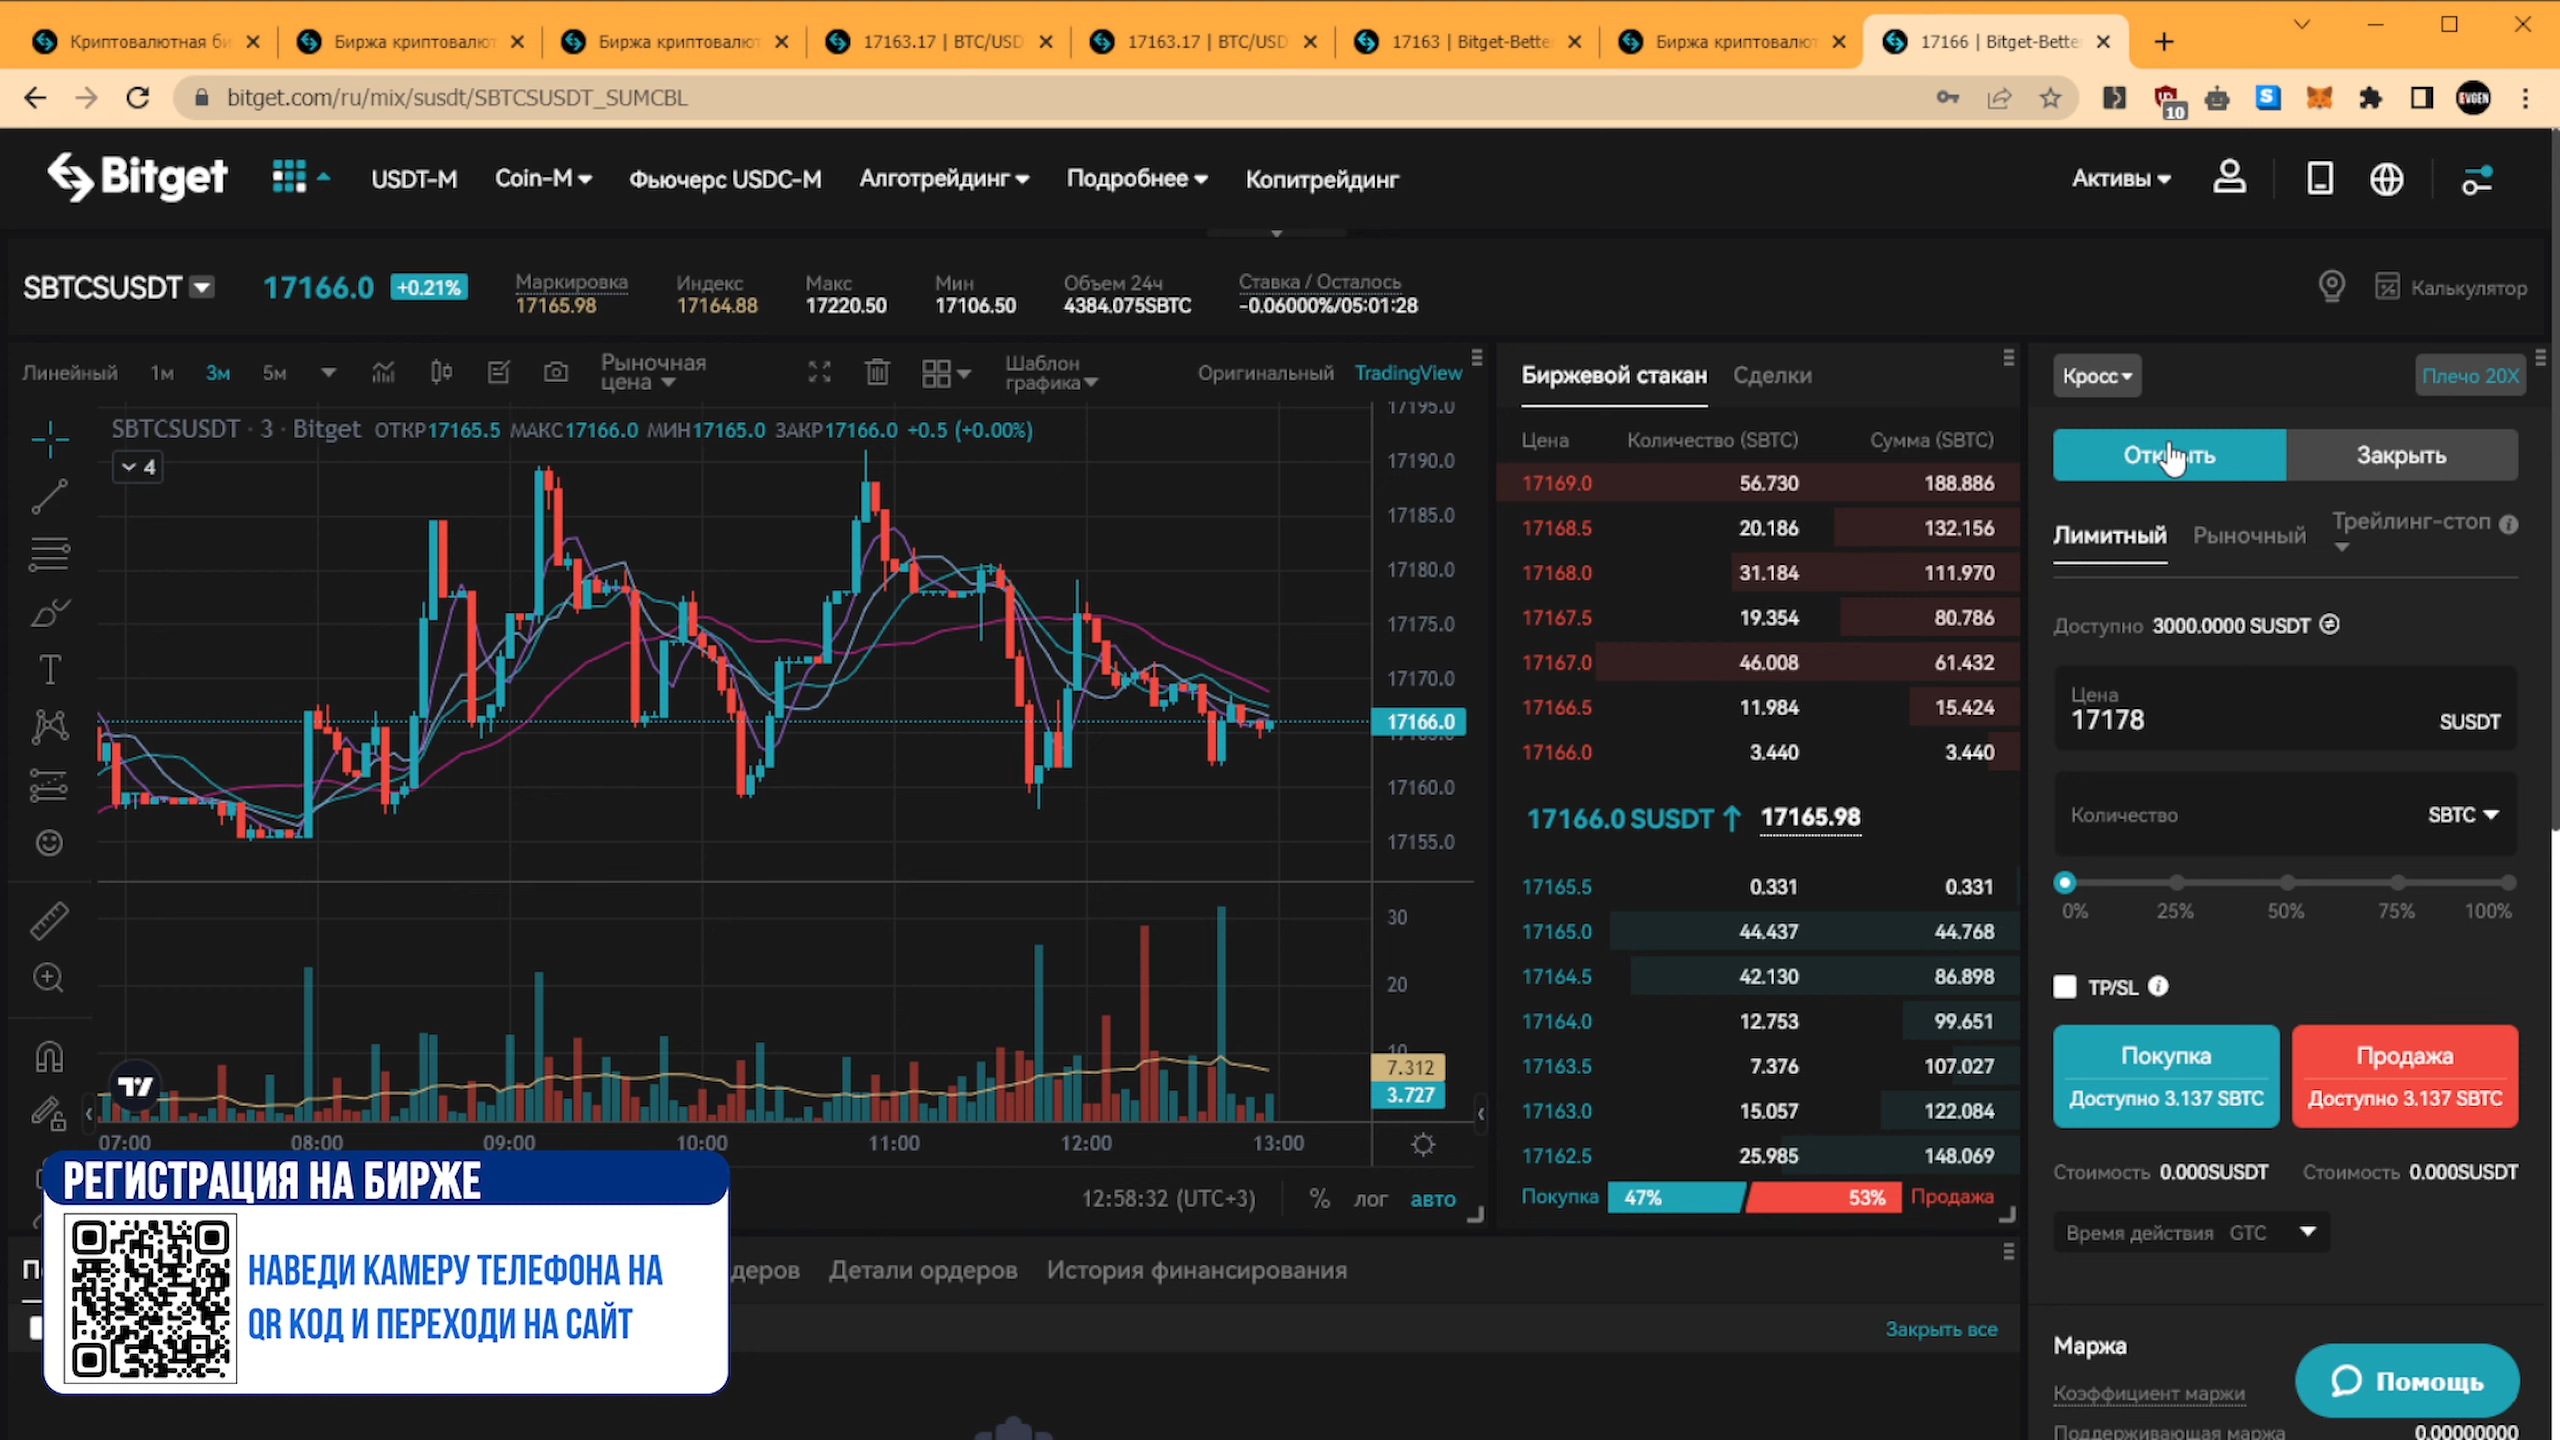 Криптовалютная би
Биржа криптовалют
Биржа криптовалют
17163.17 | BTC/USD
17163.17 | BTC/USD
17163 | Bitget-Bette
Биржа криптовалют
17166 | Bitget-Bette
bitget.com/ru/mix/susdt/SBTCSUSDT_SUMCBL
10
EVGEN
Bitget
USDT-M
Coin-M
Фьючерс USDC-M
Алготрейдинг
Подробнее
Копитрейдинг
Активы
SBTCSUSDT
17166.0
+0.21%
Маркировка
17165.98
Индекс
17164.88
Макс
17220.50
Мин
17106.50
Объем 24ч
4384.075SBTC
Ставка / Осталось
-0.06000%/05:01:28
Калькулятор
Линейный 1м 3м 5м
Рыночная
цена
Шаблон
графика
Оригинальный TradingView
SBTCSUSDT · 3 · Bitget ОТКР17165.5 МАКС17166.0 МИН17165.0 ЗАКР17166.0 +0.5 (+0.00%)
4
17195.0
17190.0
17185.0
17180.0
17175.0
17170.0
17166.0
17165.0
17160.0
17155.0
30
20
10
7.312
3.727
07:00 08:00 09:00 10:00 11:00 12:00 13:00
12:58:32 (UTC+3) % лог авто
Биржевой стакан Сделки
Цена Количество (SBTC) Сумма (SBTC)
17169.0 56.730 188.886
17168.5 20.186 132.156
17168.0 31.184 111.970
17167.5 19.354 80.786
17167.0 46.008 61.432
17166.5 11.984 15.424
17166.0 3.440 3.440
17166.0 SUSDT 17165.98
17165.5 0.331 0.331
17165.0 44.437 44.768
17164.5 42.130 86.898
17164.0 12.753 99.651
17163.5 7.376 107.027
17163.0 15.057 122.084
17162.5 25.985 148.069
Покупка 47% 53% Продажа
Кросс Плечо 20X
Открыть Закрыть
Лимитный Рыночный Трейлинг-стоп
Доступно 3000.0000 SUSDT
Цена
17178 SUSDT
Количество SBTC
0% 25% 50% 75% 100%
TP/SL
Покупка
Доступно 3.137 SBTC
Продажа
Доступно 3.137 SBTC
Стоимость 0.000SUSDT Стоимость 0.000SUSDT
Время действия GTC
Маржа
Коэффициент маржи
Поддерживающая маржа 0.00000000
Помощь
РЕГИСТРАЦИЯ НА БИРЖЕ
НАВЕДИ КАМЕРУ ТЕЛЕФОНА НА
QR КОД И ПЕРЕХОДИ НА САЙТ
деров Детали ордеров История финансирования
Закрыть все